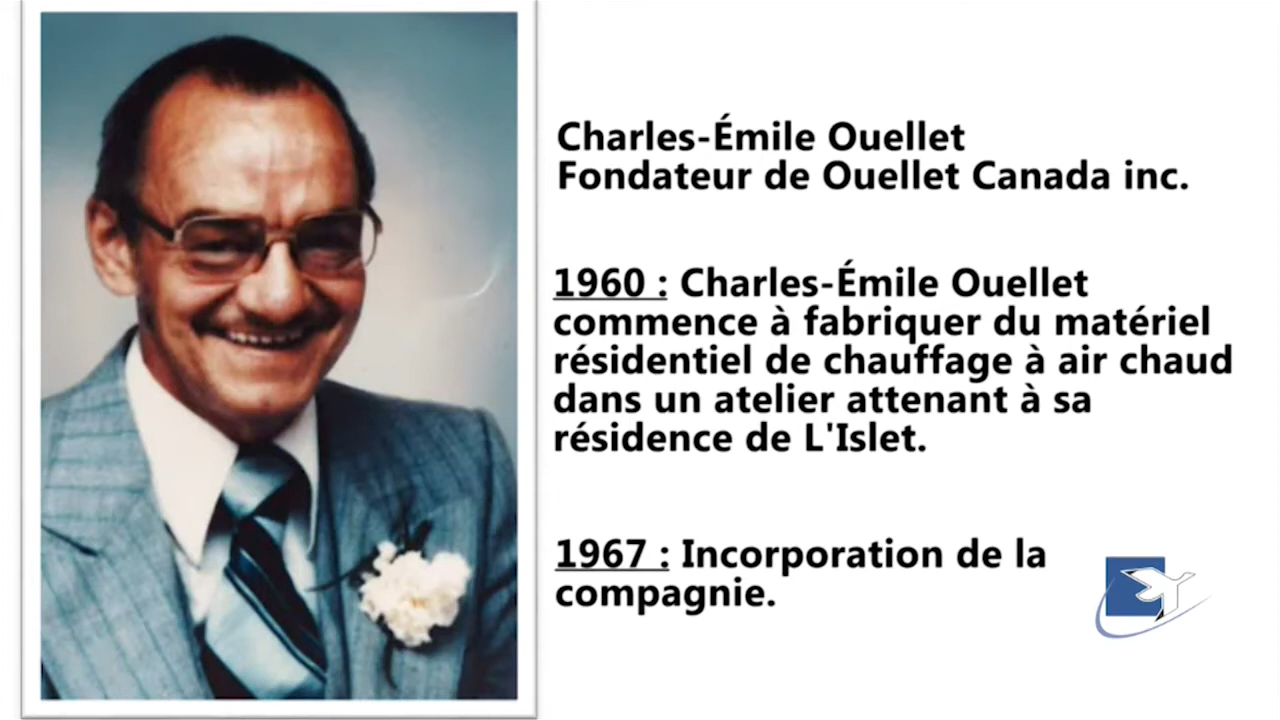 Charles-Émile Ouellet
Fondateur de Ouellet Canada inc.
1960 : Charles-Émile Ouellet
commence à fabriquer du matériel
résidentiel de chauffage à air chaud
dans un atelier attenant à sa
résidence de L'Islet.
1967 : Incorporation de la
compagnie.